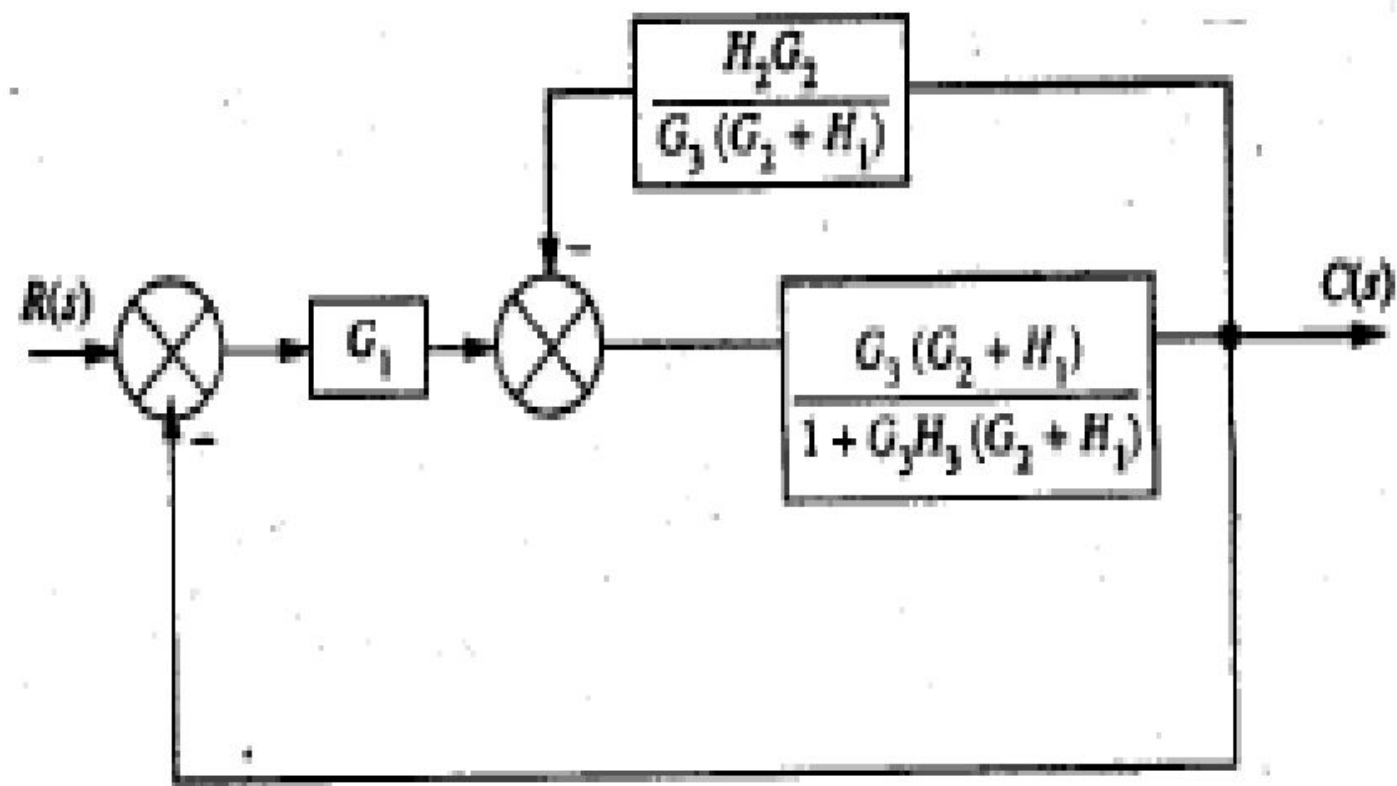 H₂G₂
G₃ (G₂ + H₁)
−
R(s)
G₁
C(s)
G₃ (G₂ + H₁)
1 + G₃H₃ (G₂ + H₁)
−